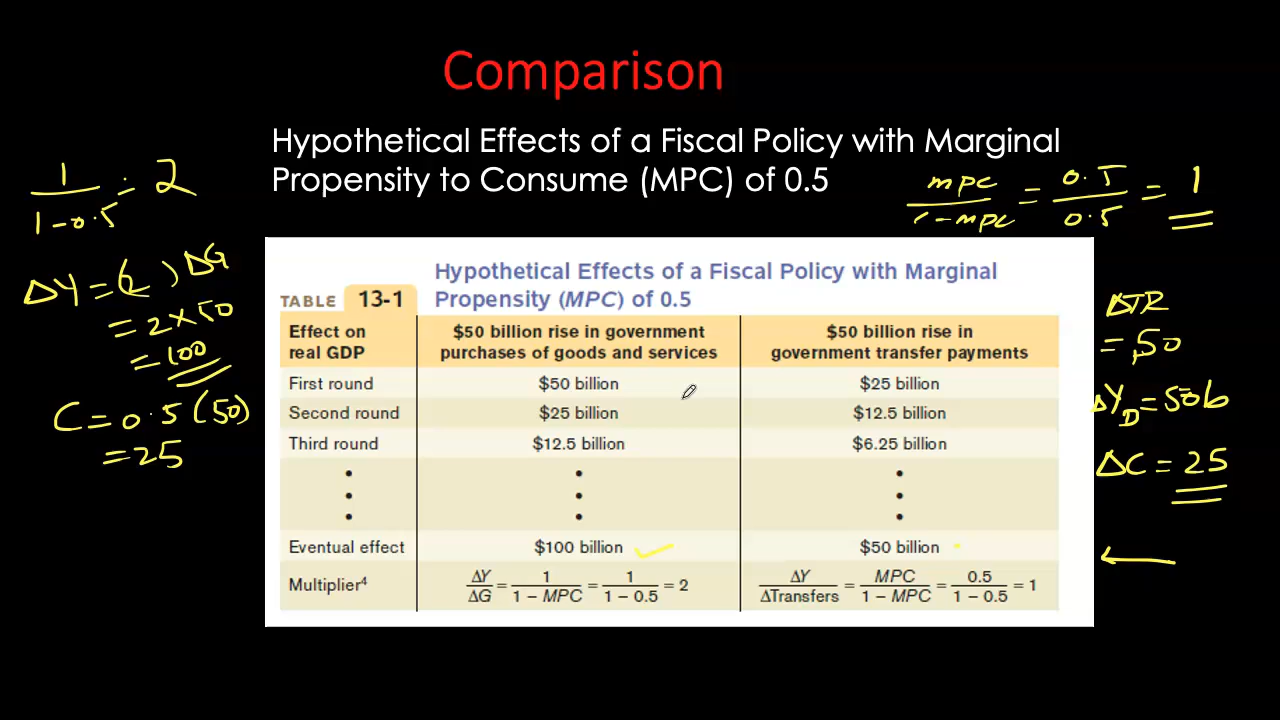 Comparison
Hypothetical Effects of a Fiscal Policy with Marginal
Propensity to Consume (MPC) of 0.5
1 / 1-0.5 = 2
ΔY = (2) ΔG
= 2 × 50
= 100
C = 0.5 (50)
= 25
mpc / 1-mpc = 0.5 / 0.5 = 1
ΔTR
= 50
ΔY_D = 50b
ΔC = 25
TABLE 13-1
Hypothetical Effects of a Fiscal Policy with Marginal
Propensity (MPC) of 0.5
Effect on real GDP | $50 billion rise in government purchases of goods and services | $50 billion rise in government transfer payments
First round | $50 billion | $25 billion
Second round | $25 billion | $12.5 billion
Third round | $12.5 billion | $6.25 billion
• | • | •
• | • | •
• | • | •
Eventual effect | $100 billion | $50 billion
Multiplier⁴ | ΔY / ΔG = 1 / 1 − MPC = 1 / 1 − 0.5 = 2 | ΔY / ΔTransfers = MPC / 1 − MPC = 0.5 / 1 − 0.5 = 1